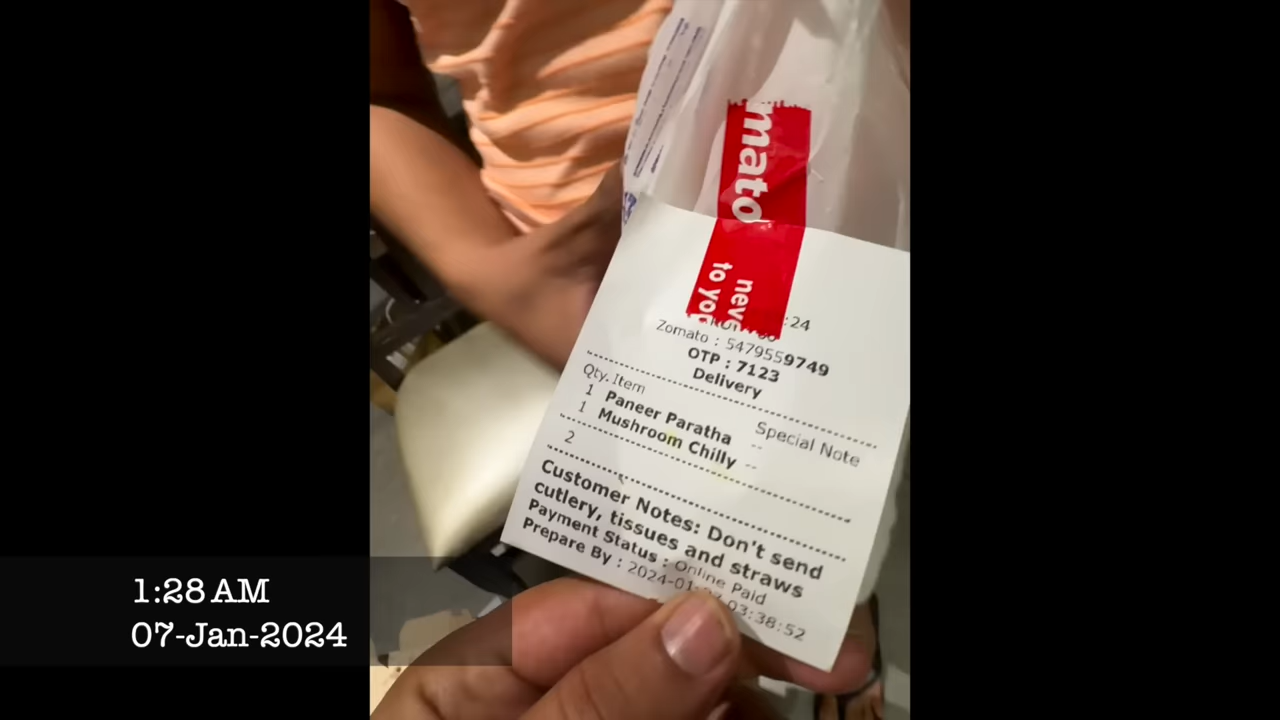 mato
neve
to you
:24
Zomato : 5479559749
OTP : 7123
Delivery
Qty. Item Special Note
1 Paneer Paratha --
1 Mushroom Chilly --
2
Customer Notes: Don't send
cutlery, tissues and straws
Payment Status : Online Paid
Prepare By : 2024-01- 03:38:52
1:28 AM
07-Jan-2024